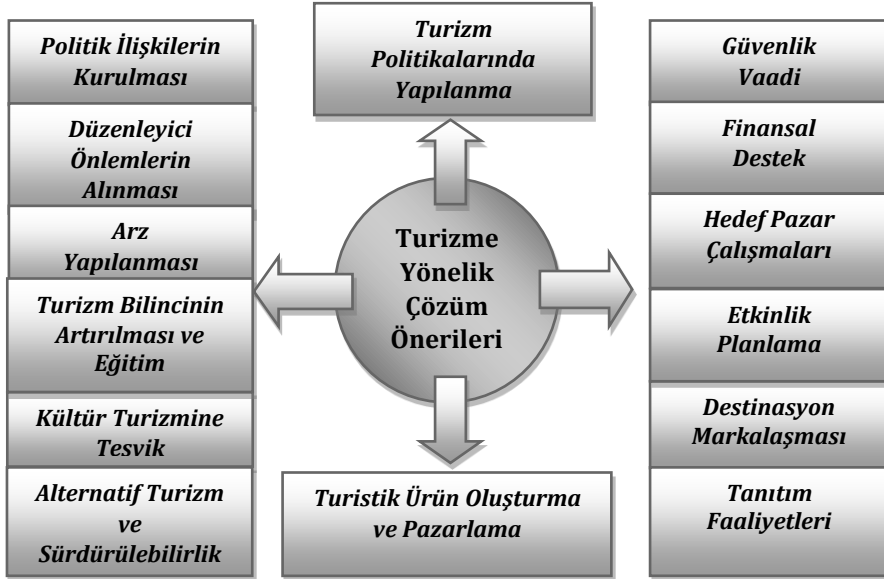 Politik İlişkilerin
Kurulması
Düzenleyici
Önlemlerin
Alınması
Arz
Yapılanması
Turizm Bilincinin
Artırılması ve
Eğitim
Kültür Turizmine
Tesvik
Alternatif Turizm
ve
Sürdürülebilirlik
Turizm
Politikalarında
Yapılanma
Turizme
Yönelik
Çözüm
Önerileri
Turistik Ürün Oluşturma
ve Pazarlama
Güvenlik
Vaadi
Finansal
Destek
Hedef Pazar
Çalışmaları
Etkinlik
Planlama
Destinasyon
Markalaşması
Tanıtım
Faaliyetleri